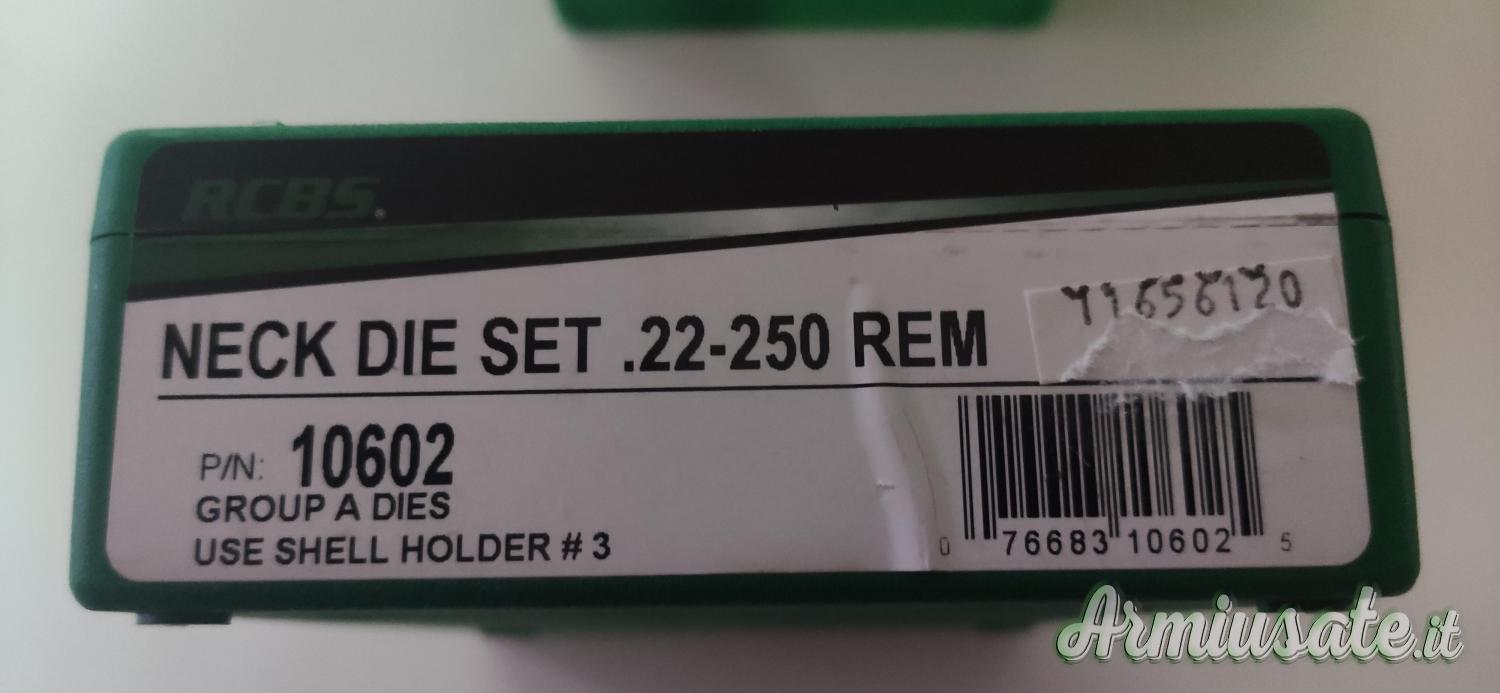 RCBS.
NECK DIE SET .22-250 REM
71656120
P/N: 10602
GROUP A DIES
USE SHELL HOLDER # 3
0 76683 10602 5
Armiusate.it